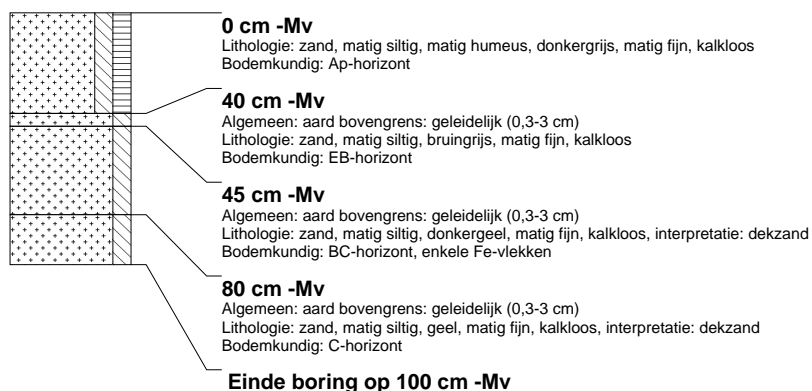 0 cm -Mv
Lithologie: zand, matig siltig, matig humeus, donkergrijs, matig fijn, kalkloos
Bodemkundig: Ap-horizont
40 cm -Mv
Algemeen: aard bovengrens: geleidelijk (0,3-3 cm)
Lithologie: zand, matig siltig, bruingrijs, matig fijn, kalkloos
Bodemkundig: EB-horizont
45 cm -Mv
Algemeen: aard bovengrens: geleidelijk (0,3-3 cm)
Lithologie: zand, matig siltig, donkergeel, matig fijn, kalkloos, interpretatie: dekzand
Bodemkundig: BC-horizont, enkele Fe-vlekken
80 cm -Mv
Algemeen: aard bovengrens: geleidelijk (0,3-3 cm)
Lithologie: zand, matig siltig, geel, matig fijn, kalkloos, interpretatie: dekzand
Bodemkundig: C-horizont
Einde boring op 100 cm -Mv